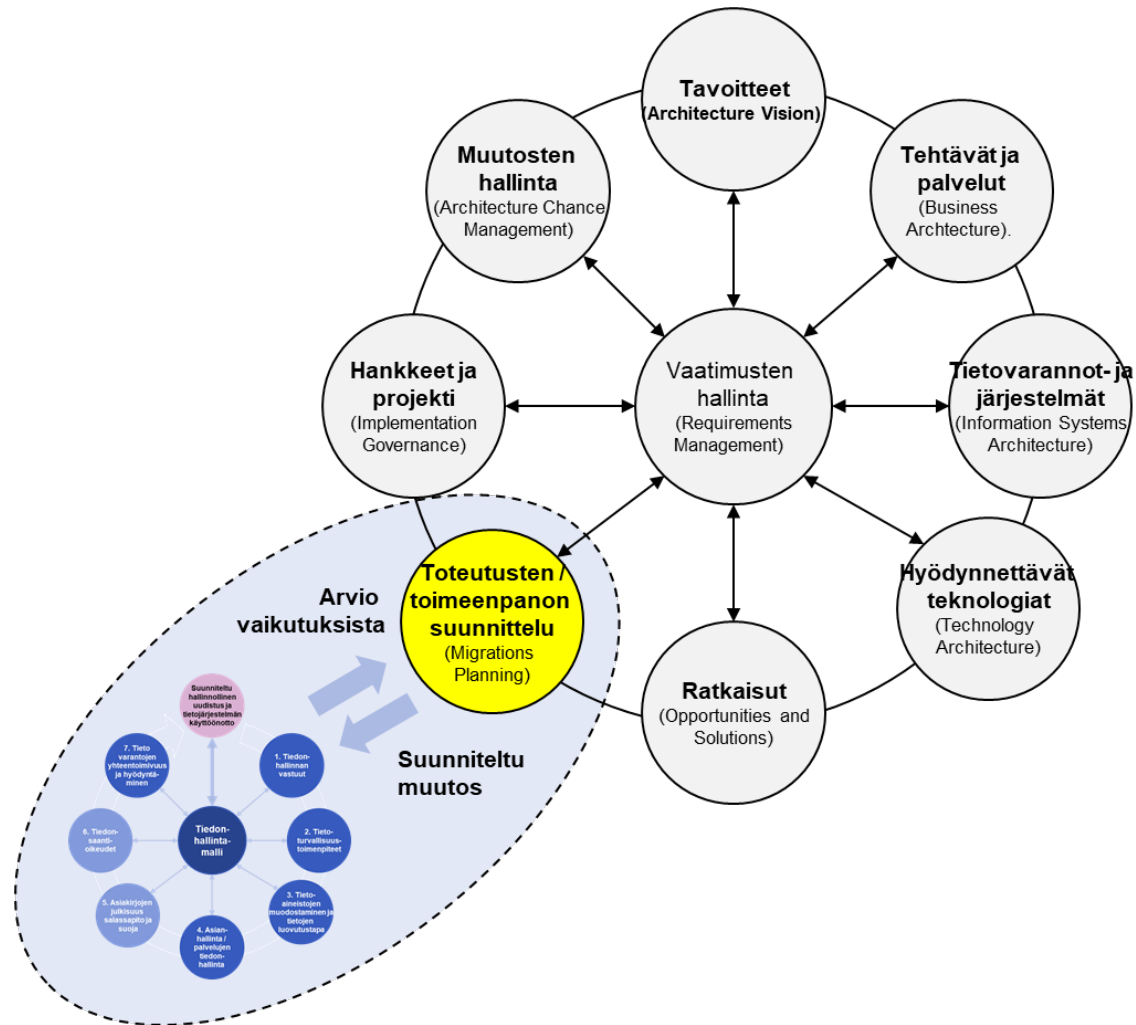 Tavoitteet
(Architecture Vision)
Tehtävät ja
palvelut
(Business
Archtecture).
Tietovarannot- ja
järjestelmät
(Information Systems
Architecture)
Hyödynnettävät
teknologiat
(Technology
Architecture)
Ratkaisut
(Opportunities and
Solutions)
Toteutusten /
toimeenpanon
suunnittelu
(Migrations
Planning)
Hankkeet ja
projekti
(Implementation
Governance)
Muutosten
hallinta
(Architecture Chance
Management)
Vaatimusten
hallinta
(Requirements
Management)
Arvio
vaikutuksista
Suunniteltu
muutos
Suunniteltu
hallinnollinen
uudistus ja
tietojärjestelmän
käyttöönotto
1. Tiedon-
hallinnan
vastuut
2. Tieto-
turvallisuus-
toimenpiteet
3. Tieto-
aineistojen
muodostaminen ja
tietojen
luovutustapa
4. Asian-
hallinta /
palvelujen
tiedon-
hallinta
5. Asiakirjojen
julkisuus
salassapito ja
suoja
6. Tiedon-
saanti-
oikeudet
7. Tieto
varantojen
yhteentoimivuus
ja hyödyntä-
minen
Tiedon-
hallinta-
malli